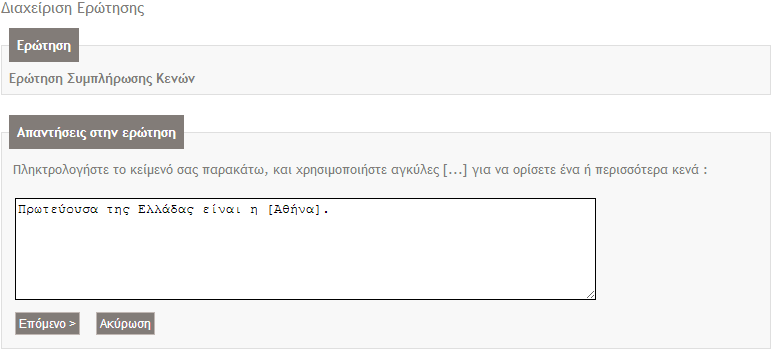 Διαχείριση Ερώτησης
Ερώτηση
Ερώτηση Συμπλήρωσης Κενών
Απαντήσεις στην ερώτηση
Πληκτρολογήστε το κείμενό σας παρακάτω, και χρησιμοποιήστε αγκύλες [...] για να ορίσετε ένα ή περισσότερα κενά :
Πρωτεύουσα της Ελλάδας είναι η [Αθήνα].
Επόμενο > Ακύρωση